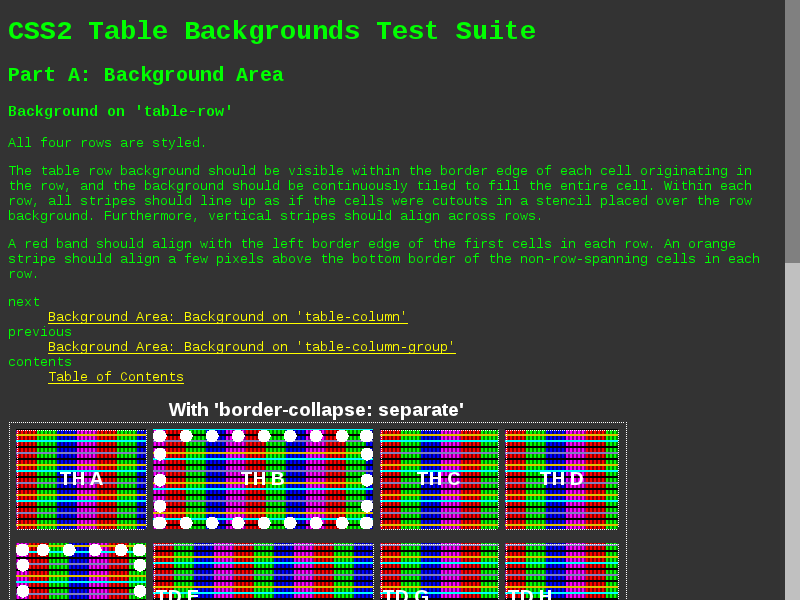 CSS2 Table Backgrounds Test Suite
Part A: Background Area
Background on 'table-row'
All four rows are styled.
The table row background should be visible within the border edge of each cell originating in
the row, and the background should be continuously tiled to fill the entire cell. Within each
row, all stripes should line up as if the cells were cutouts in a stencil placed over the row
background. Furthermore, vertical stripes should align across rows.
A red band should align with the left border edge of the first cells in each row. An orange
stripe should align a few pixels above the bottom border of the non-row-spanning cells in each
row.
next
Background Area: Background on 'table-column'
previous
Background Area: Background on 'table-column-group'
contents
Table of Contents
With 'border-collapse: separate'
TH A TH B TH C TH D
TD F TD G TD H